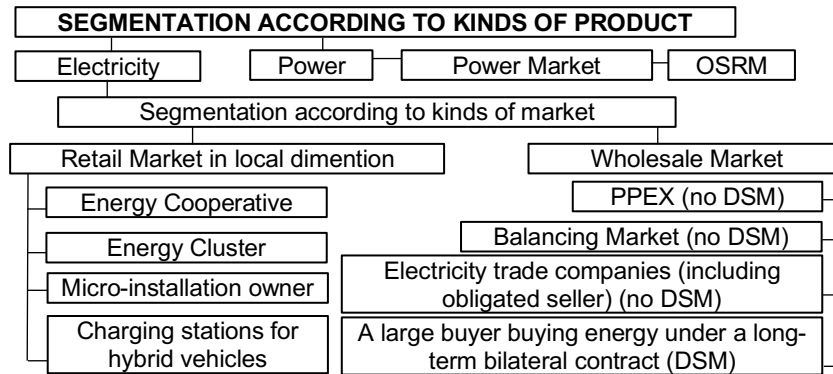 SEGMENTATION ACCORDING TO KINDS OF PRODUCT
Electricity
Power
Power Market
OSRM
Segmentation according to kinds of market
Retail Market in local dimention
Wholesale Market
Energy Cooperative
Energy Cluster
Micro-installation owner
Charging stations for
hybrid vehicles
PPEX (no DSM)
Balancing Market (no DSM)
Electricity trade companies (including
obligated seller) (no DSM)
A large buyer buying energy under a long-
term bilateral contract (DSM)